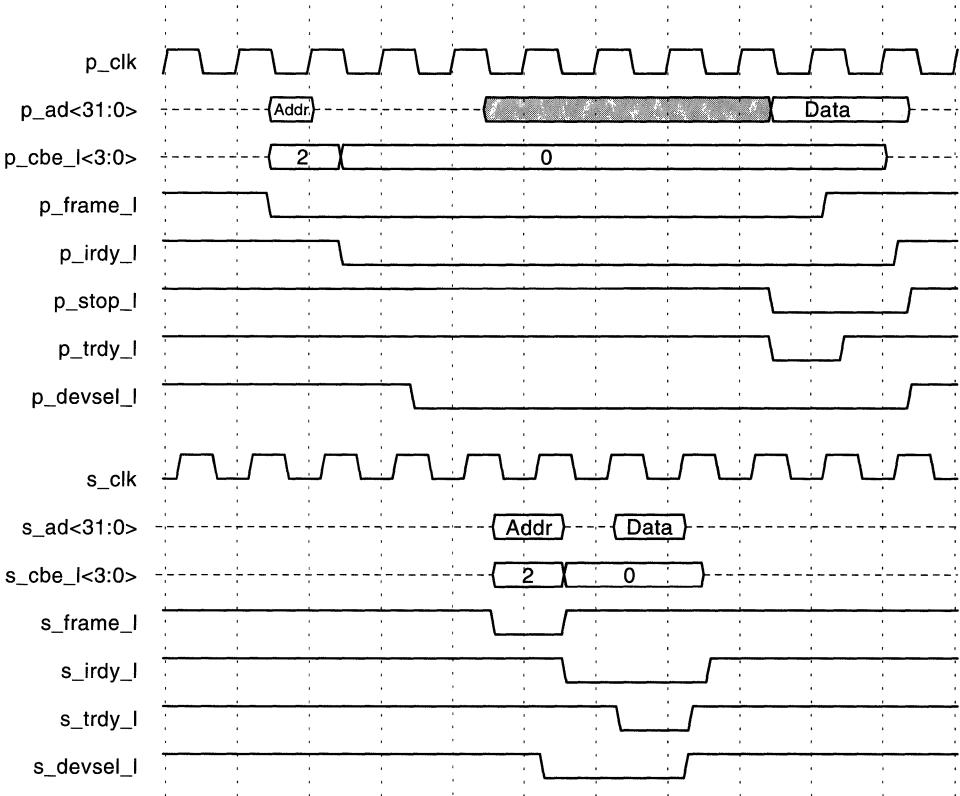 p_clk
p_ad<31:0> Addr Data
p_cbe_l<3:0> 2 0
p_frame_l
p_irdy_l
p_stop_l
p_trdy_l
p_devsel_l
s_clk
s_ad<31:0> Addr Data
s_cbe_l<3:0> 2 0
s_frame_l
s_irdy_l
s_trdy_l
s_devsel_l